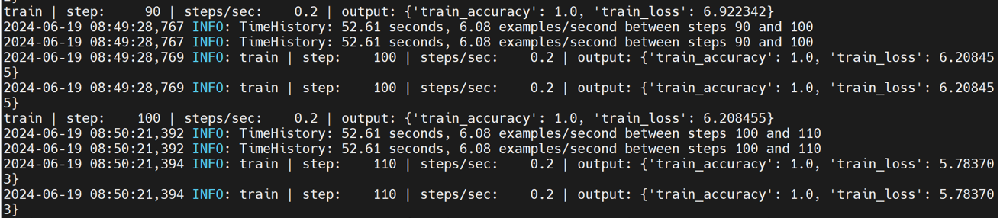 train | step:     90 | steps/sec:    0.2 | output: {'train_accuracy': 1.0, 'train_loss': 6.922342}
2024-06-19 08:49:28,767 INFO: TimeHistory: 52.61 seconds, 6.08 examples/second between steps 90 and 100
2024-06-19 08:49:28,767 INFO: TimeHistory: 52.61 seconds, 6.08 examples/second between steps 90 and 100
2024-06-19 08:49:28,769 INFO: train | step:    100 | steps/sec:    0.2 | output: {'train_accuracy': 1.0, 'train_loss': 6.20845
5}
2024-06-19 08:49:28,769 INFO: train | step:    100 | steps/sec:    0.2 | output: {'train_accuracy': 1.0, 'train_loss': 6.20845
5}
train | step:    100 | steps/sec:    0.2 | output: {'train_accuracy': 1.0, 'train_loss': 6.208455}
2024-06-19 08:50:21,392 INFO: TimeHistory: 52.61 seconds, 6.08 examples/second between steps 100 and 110
2024-06-19 08:50:21,392 INFO: TimeHistory: 52.61 seconds, 6.08 examples/second between steps 100 and 110
2024-06-19 08:50:21,394 INFO: train | step:    110 | steps/sec:    0.2 | output: {'train_accuracy': 1.0, 'train_loss': 5.78370
3}
2024-06-19 08:50:21,394 INFO: train | step:    110 | steps/sec:    0.2 | output: {'train_accuracy': 1.0, 'train_loss': 5.78370
3}